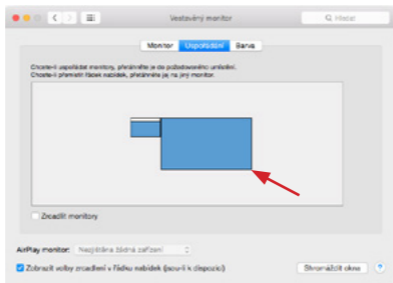 Vestavěný monitor
Hledat
Monitor Uspořádání Barva
Chcete-li uspořádat monitory, přetáhněte je do požadovaného umístění.
Chcete-li přemístit řádek nabídek, přetáhněte jej na jiný monitor.
Zrcadlit monitory
AirPlay monitor: Nezjištěna žádná zařízení
Zobrazit volby zrcadlení v řádku nabídek (jsou-li k dispozici)
Shromáždit okna ?